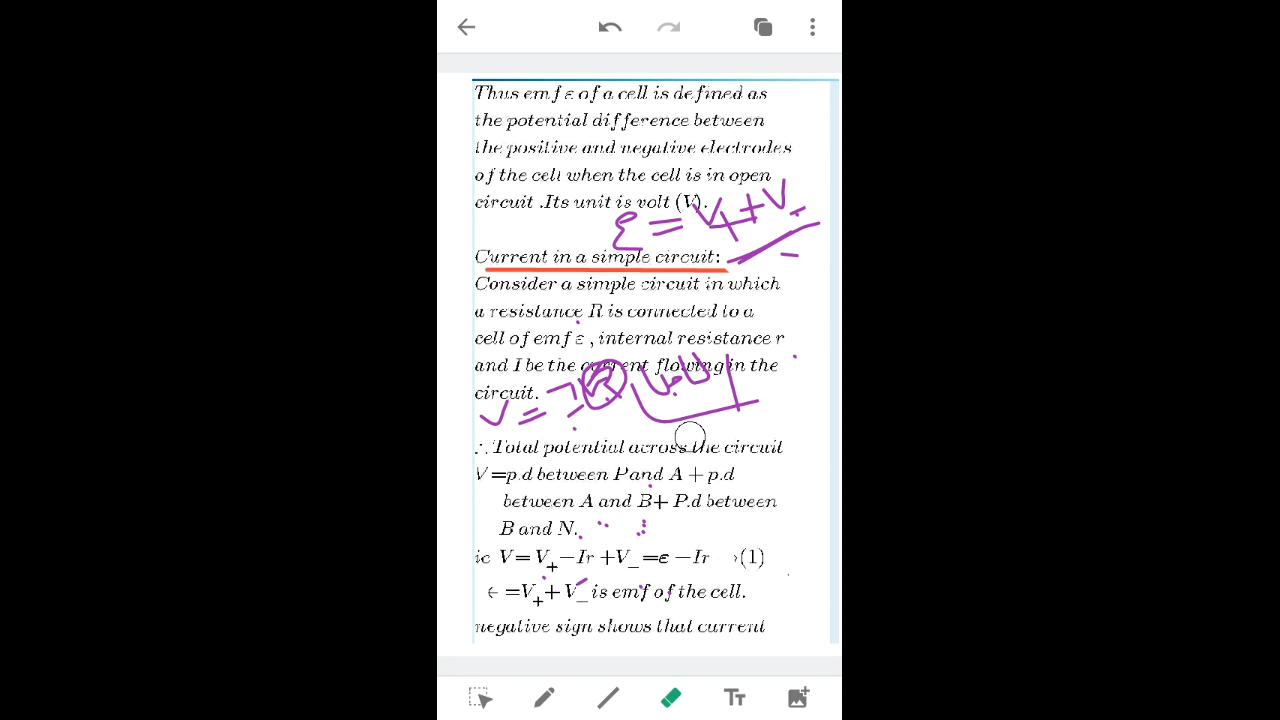 Thus emf ε of a cell is defined as
the potential difference between
the positive and negative electrodes
of the cell when the cell is in open
circuit .Its unit is volt (V).
ξ = V₊ + V₋
Current in a simple circuit:
Consider a simple circuit in which
a resistance R is connected to a
cell of emf ε , internal resistance r
and I be the current flowing in the
circuit.
V =
∴ Total potential across the circuit
V =p.d between P and A + p.d
between A and B+ P.d between
B and N.
ie V= V₊ −Ir +V₋ =ε −Ir →(1)
∈ =V₊+ V₋ is emf of the cell.
negative sign shows that current
Tт